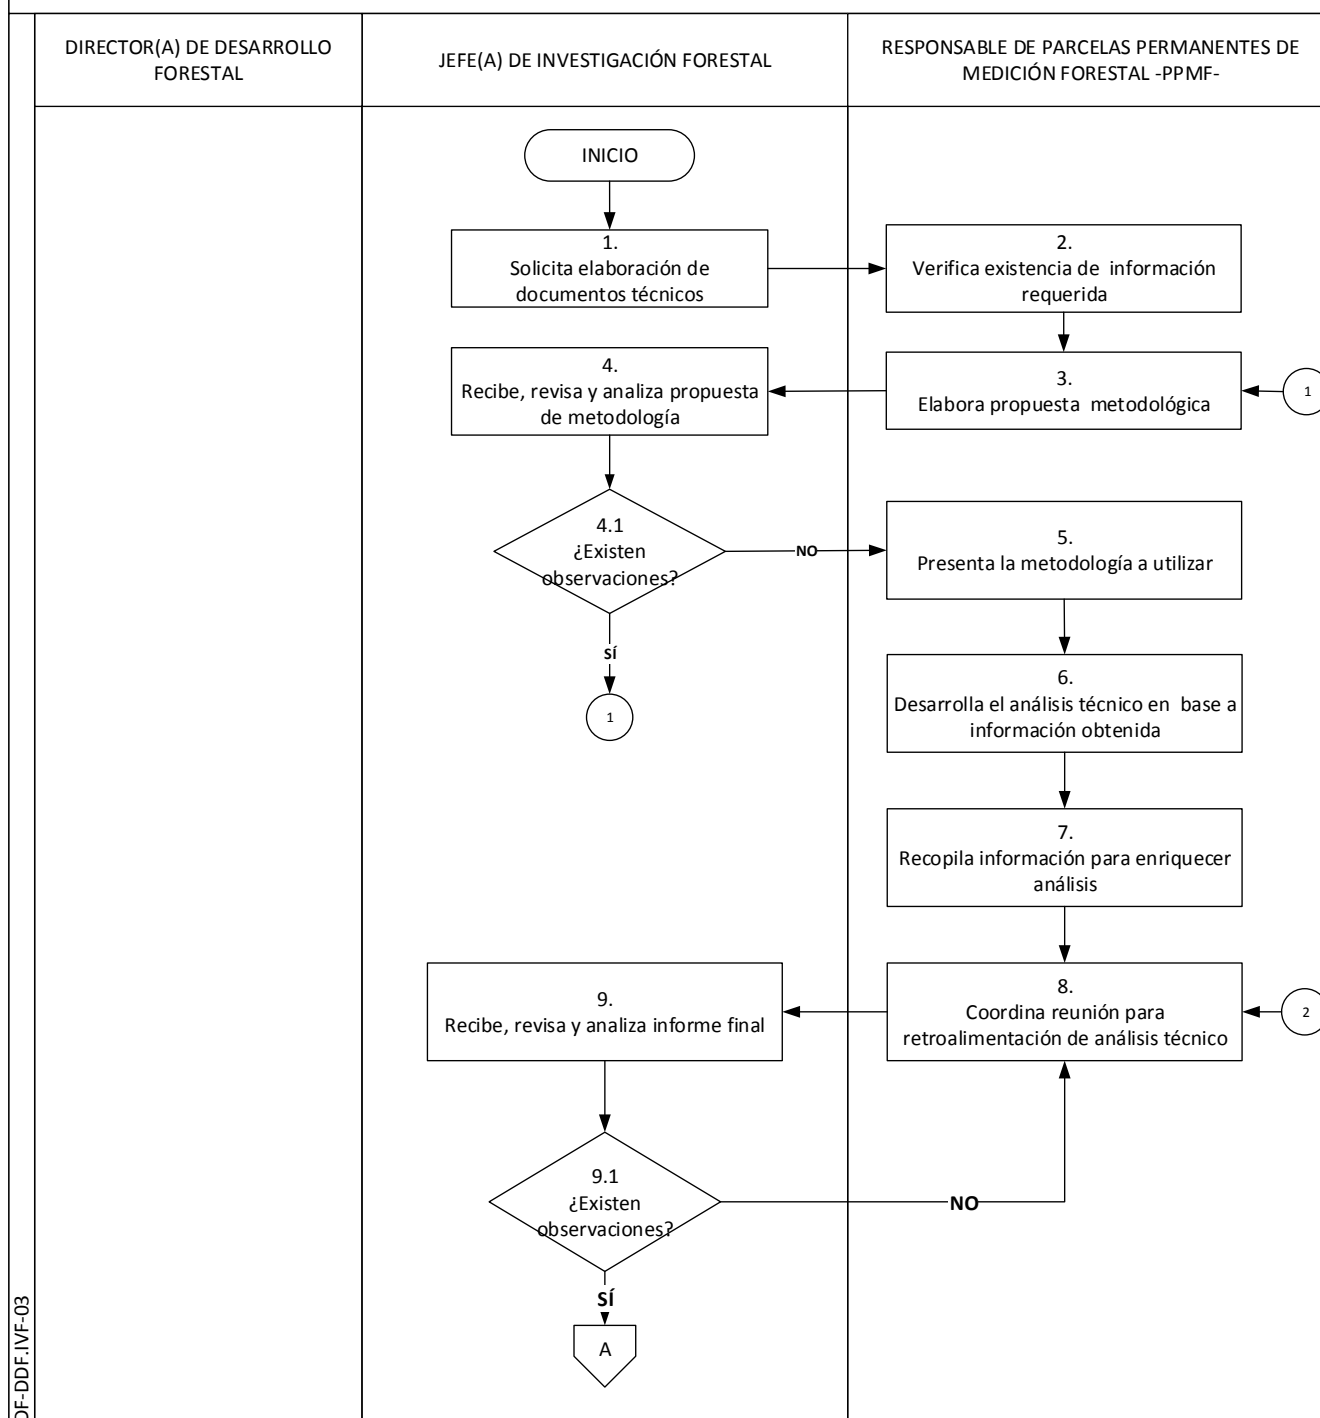 DIRECTOR(A) DE DESARROLLO
FORESTAL
JEFE(A) DE INVESTIGACIÓN FORESTAL
RESPONSABLE DE PARCELAS PERMANENTES DE
MEDICIÓN FORESTAL -PPMF-
INICIO
1.
Solicita elaboración de
documentos técnicos
2.
Verifica existencia de información
requerida
4.
Recibe, revisa y analiza propuesta
de metodología
3.
Elabora propuesta metodológica
1
4.1
¿Existen
observaciones?
NO
5.
Presenta la metodología a utilizar
SÍ
1
6.
Desarrolla el análisis técnico en base a
información obtenida
7.
Recopila información para enriquecer
análisis
9.
Recibe, revisa y analiza informe final
8.
Coordina reunión para
retroalimentación de análisis técnico
2
9.1
¿Existen
observaciones?
NO
SÍ
A
DF-DDF.IVF-03